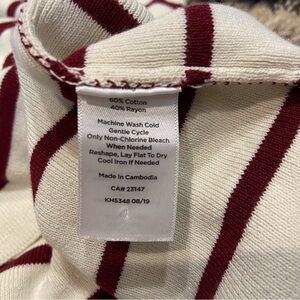 60% Cotton
40% Rayon
Machine Wash Cold
Gentle Cycle
Only Non-Chlorine Bleach
When Needed
Reshape, Lay Flat To Dry
Cool Iron If Needed
Made in Cambodia
CA# 23147
KH5348 08/19